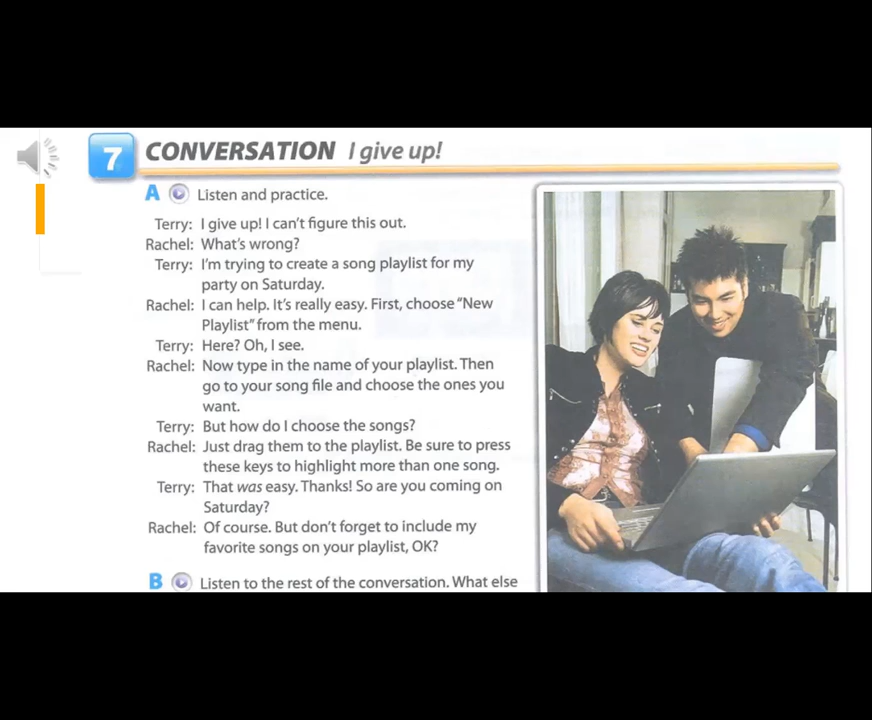 7 CONVERSATION I give up!
A Listen and practice.
Terry: I give up! I can't figure this out.
Rachel: What's wrong?
Terry: I'm trying to create a song playlist for my
party on Saturday.
Rachel: I can help. It's really easy. First, choose "New
Playlist" from the menu.
Terry: Here? Oh, I see.
Rachel: Now type in the name of your playlist. Then
go to your song file and choose the ones you
want.
Terry: But how do I choose the songs?
Rachel: Just drag them to the playlist. Be sure to press
these keys to highlight more than one song.
Terry: That was easy. Thanks! So are you coming on
Saturday?
Rachel: Of course. But don't forget to include my
favorite songs on your playlist, OK?
B Listen to the rest of the conversation. What else